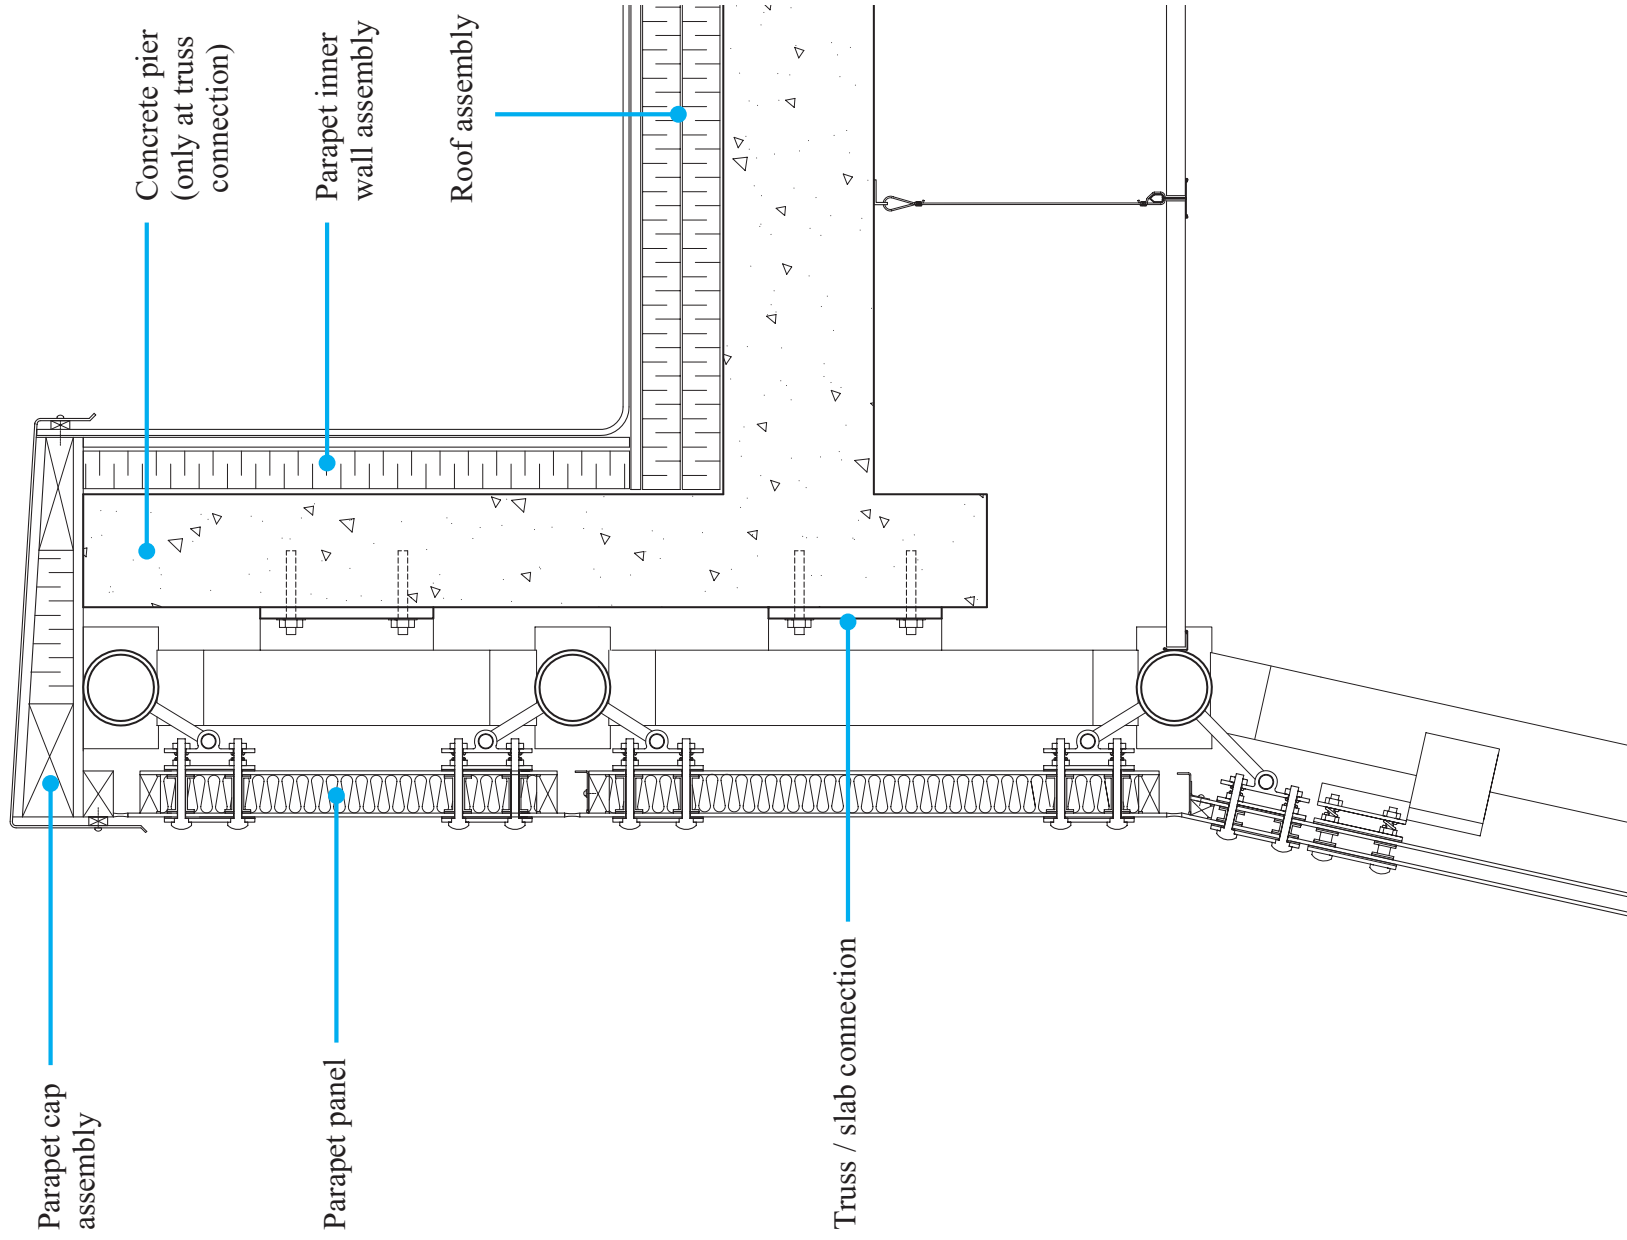 Concrete pier
(only at truss
connection)
Parapet inner
wall assembly
Roof assembly
Parapet cap
assembly
Parapet panel
Truss / slab connection